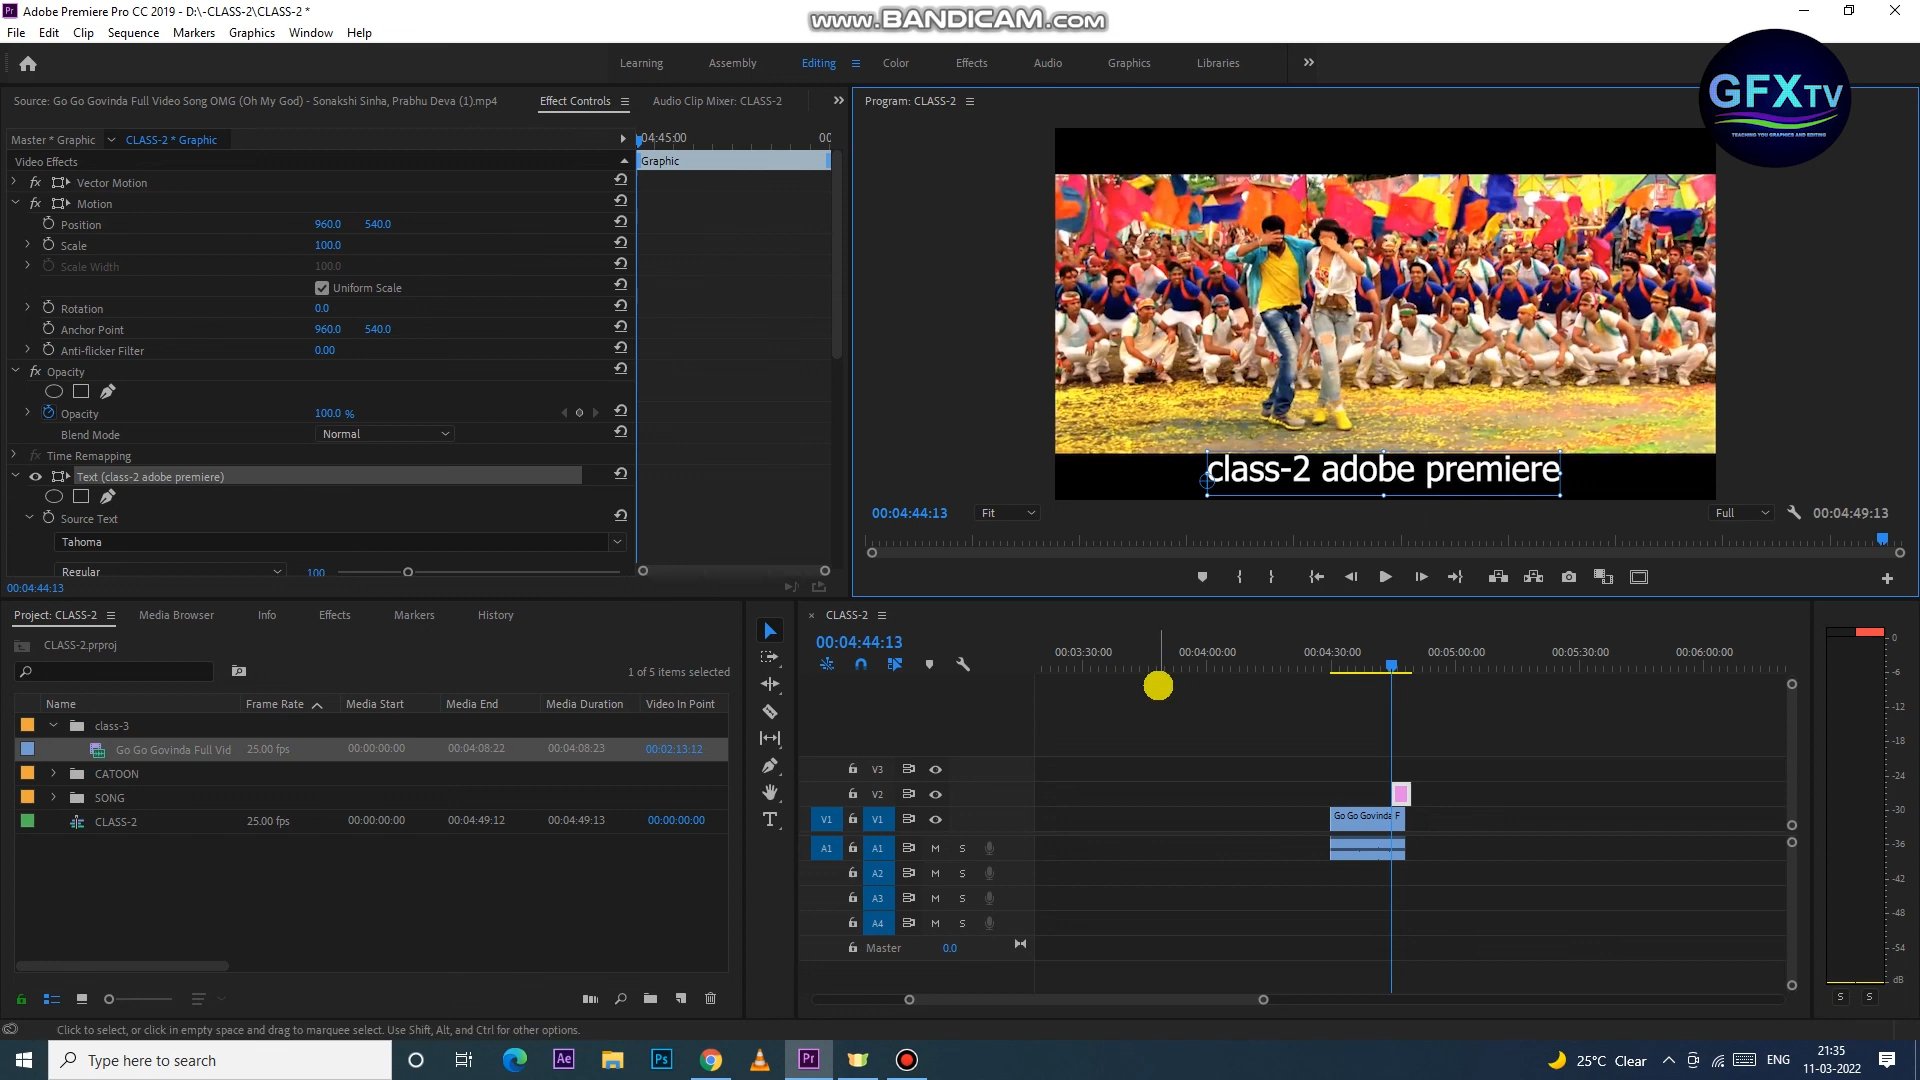 Adobe Premiere Pro CC 2019 - D:\-CLASS-2\CLASS-2 *
www.BANDICAM.com
File Edit Clip Sequence Markers Graphics Window Help
Learning Assembly Editing Color Effects Audio Graphics Libraries
GFXTV
TEACHING YOU GRAPHICS AND EDITING
Source: Go Go Govinda Full Video Song OMG (Oh My God) - Sonakshi Sinha, Prabhu Deva (1).mp4 Effect Controls Audio Clip Mixer: CLASS-2
Program: CLASS-2
Master * Graphic CLASS-2 * Graphic 04:45:00 00
Video Effects Graphic
fx Vector Motion
fx Motion
Position 960.0 540.0
Scale 100.0
Scale Width 100.0
Uniform Scale
Rotation 0.0
Anchor Point 960.0 540.0
Anti-flicker Filter 0.00
fx Opacity
Opacity 100.0 %
Blend Mode Normal
fx Time Remapping
Text (class-2 adobe premiere)
Source Text
Tahoma
Regular 100
00:04:44:13
class-2 adobe premiere
00:04:44:13 Fit Full 00:04:49:13
Project: CLASS-2 Media Browser Info Effects Markers History
CLASS-2.prproj
1 of 5 items selected
Name Frame Rate Media Start Media End Media Duration Video In Point
class-3
Go Go Govinda Full Vid 25.00 fps 00:00:00:00 00:04:08:22 00:04:08:23 00:02:13:12
CATOON
SONG
CLASS-2 25.00 fps 00:00:00:00 00:04:49:12 00:04:49:13 00:00:00:00
CLASS-2
00:04:44:13
00:03:30:00 00:04:00:00 00:04:30:00 00:05:00:00 00:05:30:00 00:06:00:00
V3
V2
V1 V1 Go Go Govinda F
A1 A1 M S
A2 M S
A3 M S
A4 M S
Master 0.0
0
-6
-12
-18
-24
-30
-36
-42
-48
-54
dB
S S
Click to select, or click in empty space and drag to marquee select. Use Shift, Alt, and Ctrl for other options.
Type here to search
Ae Ps Pr
25°C Clear ENG
21:35
11-03-2022